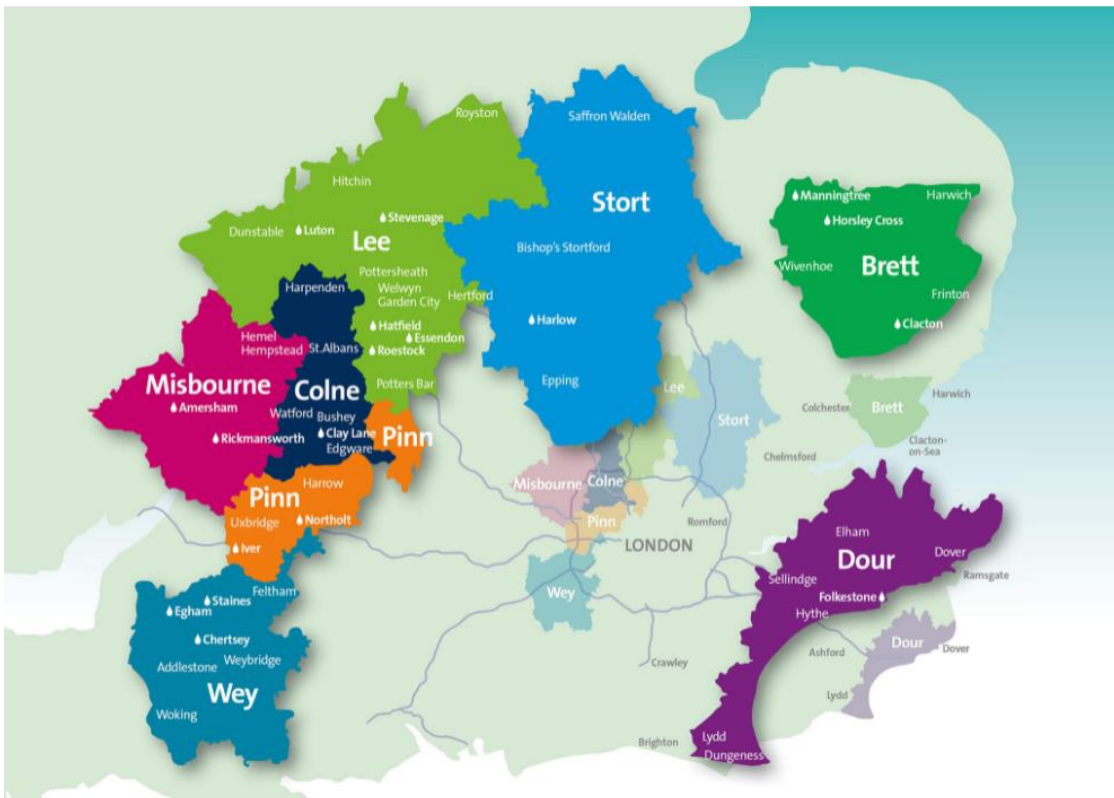 Royston
Saffron Walden
Hitchin
Stort
Manningtree
Harwich
Stevenage
Horsley Cross
Dunstable
Luton
Lee
Bishop's Stortford
Pottersheath
Wivenhoe
Brett
Harpenden
Welwyn
Garden City
Hertford
Frinton
Hatfield
Harlow
Clacton
Hemel
Hempstead
Essendon
St.Albans
Roestock
Misbourne
Colne
Potters Bar
Epping
Lee
Amersham
Watford
Bushey
Colchester
Brett
Harwich
Stort
Rickmansworth
Clay Lane
Pinn
Edgware
Clacton-
on-Sea
Chelmsford
Misbourne
Colne
Harrow
Pinn
Uxbridge
Northolt
Pinn
Romford
Elham
Iver
LONDON
Dour
Dover
Feltham
Wey
Sellindge
Ramsgate
Staines
Egham
Folkestone
Hythe
Chertsey
Weybridge
Addlestone
Crawley
Ashford
Dour
Dover
Wey
Lydd
Woking
Brighton
Lydd
Dungeness